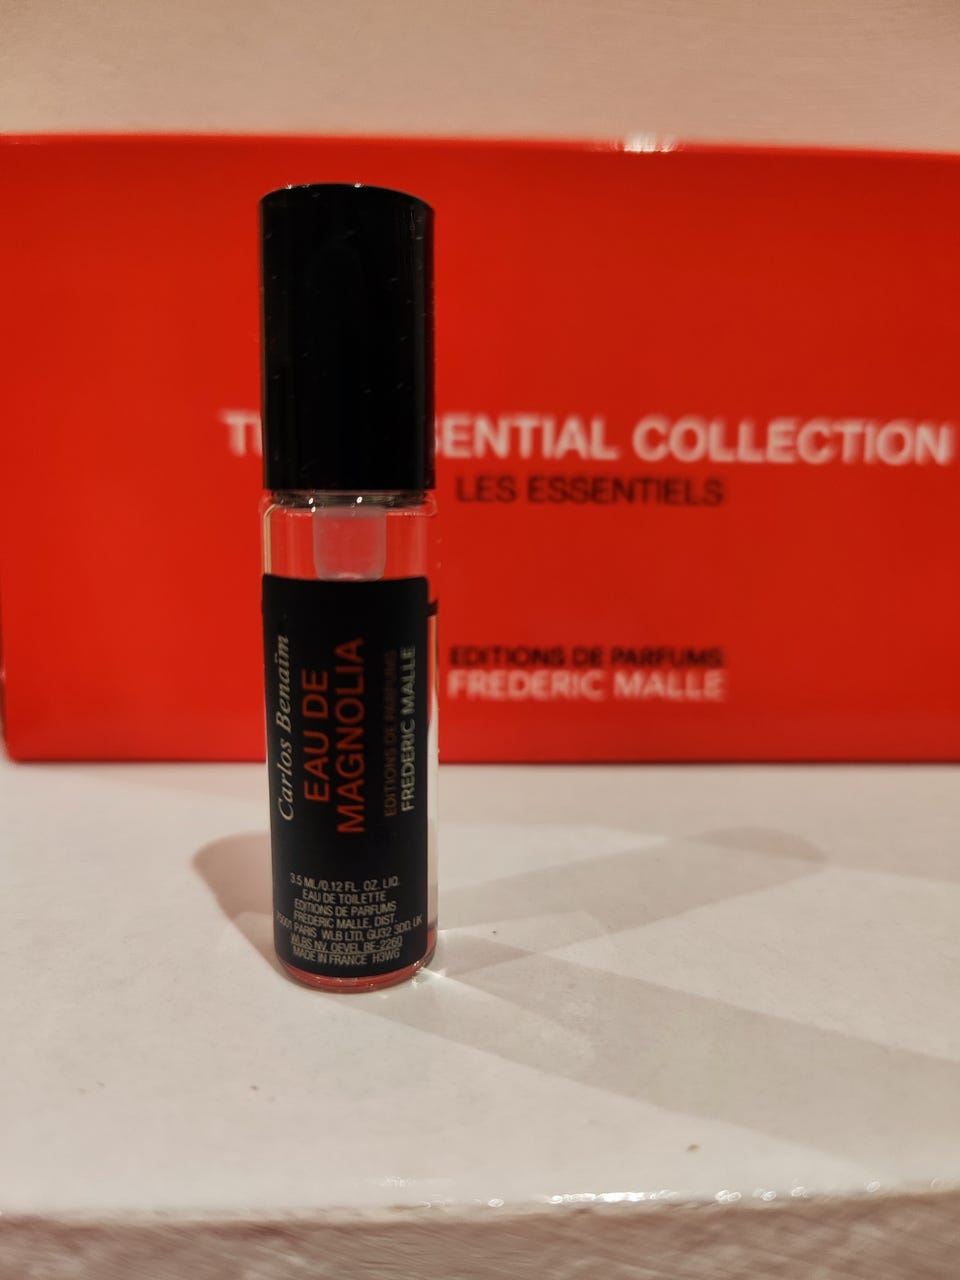 SENTIAL COLLECTION
LES ESSENTIELS
EDITIONS DE PARFUMS
FREDERIC MALLE
Carlos Benaïm
EAU DE
MAGNOLIA
EDITIONS DE PARFUMS
FREDERIC MALLE
3.5 ML/0.12 FL. OZ. LIQ.
EAU DE TOILETTE
EDITIONS DE PARFUMS
FREDERIC MALLE, DIST.
75001 PARIS WLB LTD, GU32 3DD, UK
WLBS NV, OEVEL BE-2260
MADE IN FRANCE H3WG